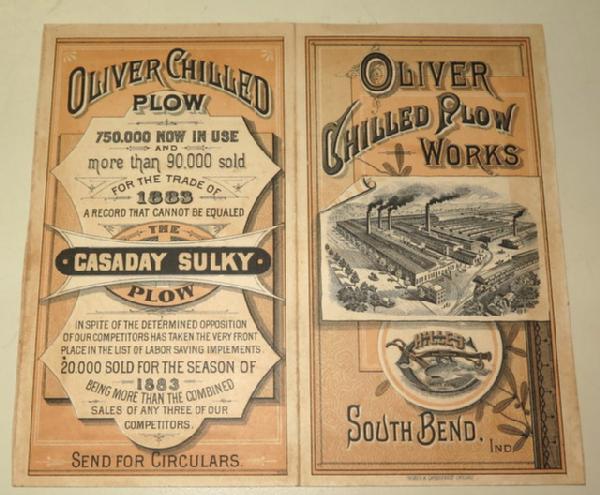 OLIVER CHILLED
PLOW
750.000 NOW IN USE
AND
more than 90.000 sold
FOR THE TRADE OF
1883
A RECORD THAT CANNOT BE EQUALED
THE
CASADAY SULKY
PLOW
IN SPITE OF THE DETERMINED OPPOSITION
OF OUR COMPETITORS HAS TAKEN THE VERY FRONT
PLACE IN THE LIST OF LABOR SAVING IMPLEMENTS.
20000 SOLD FOR THE SEASON OF
1883
BEING MORE THAN THE COMBINED
SALES OF ANY THREE OF OUR
COMPETITORS.
SEND FOR CIRCULARS.
OLIVER
CHILLED PLOW
WORKS
CHILLED
SOUTH BEND.
IND